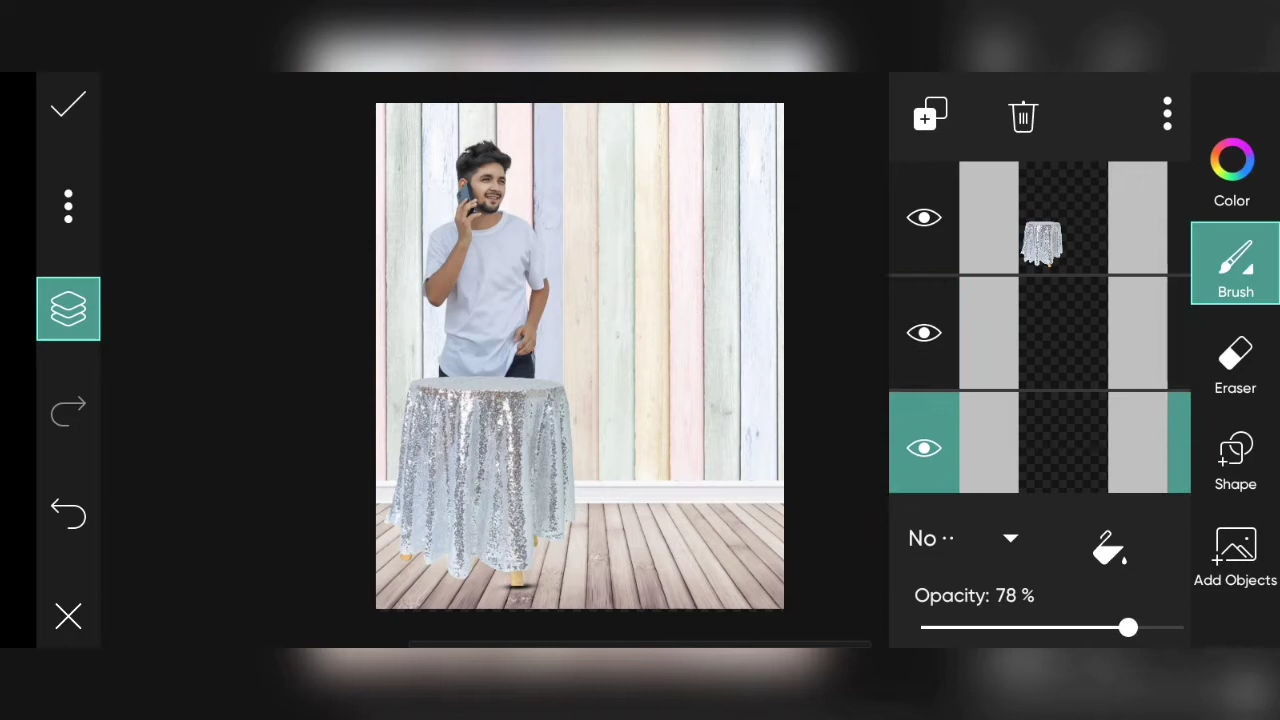 Color
Brush
Eraser
Shape
Add Objects
No ··
Opacity: 78 %